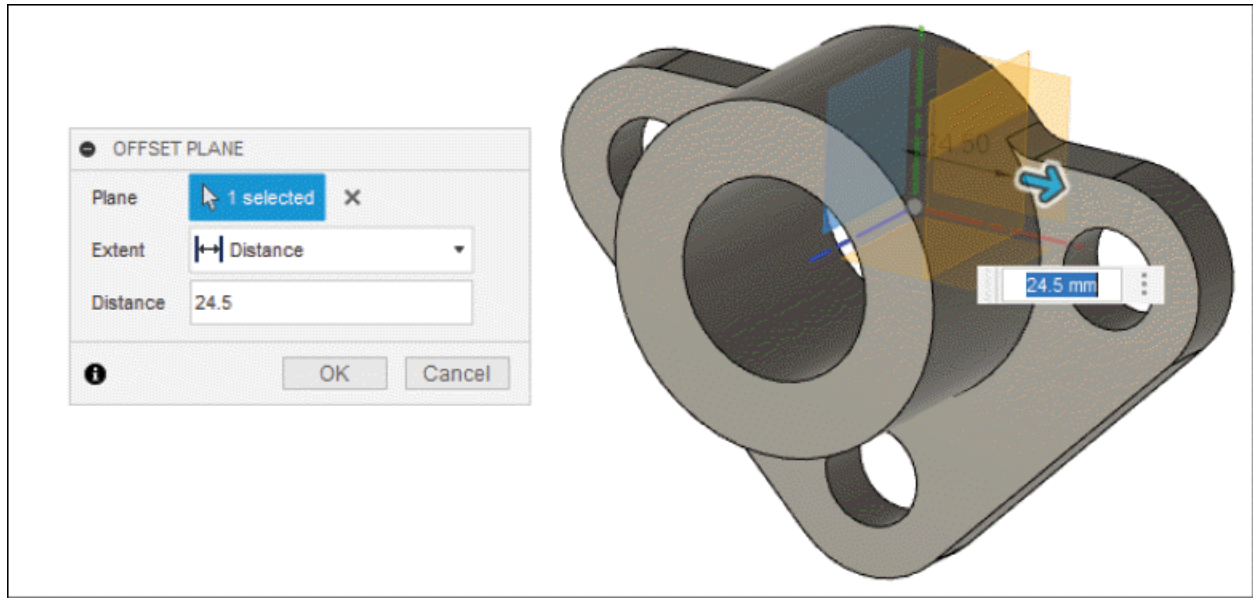 OFFSET PLANE
Plane 1 selected
Extent Distance
Distance 24.5
OK Cancel
24.50
24.5 mm